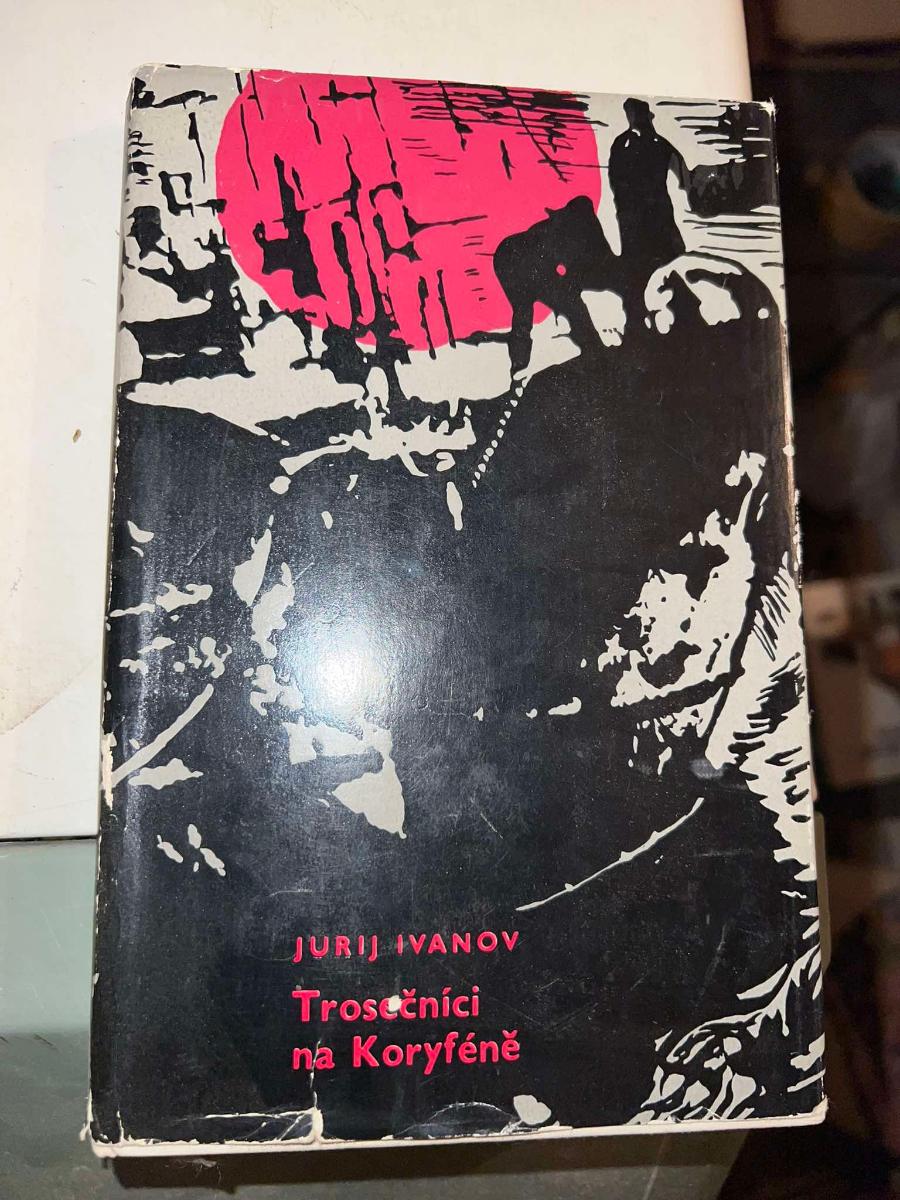 JURIJ IVANOV
Trosečníci
na Koryféně